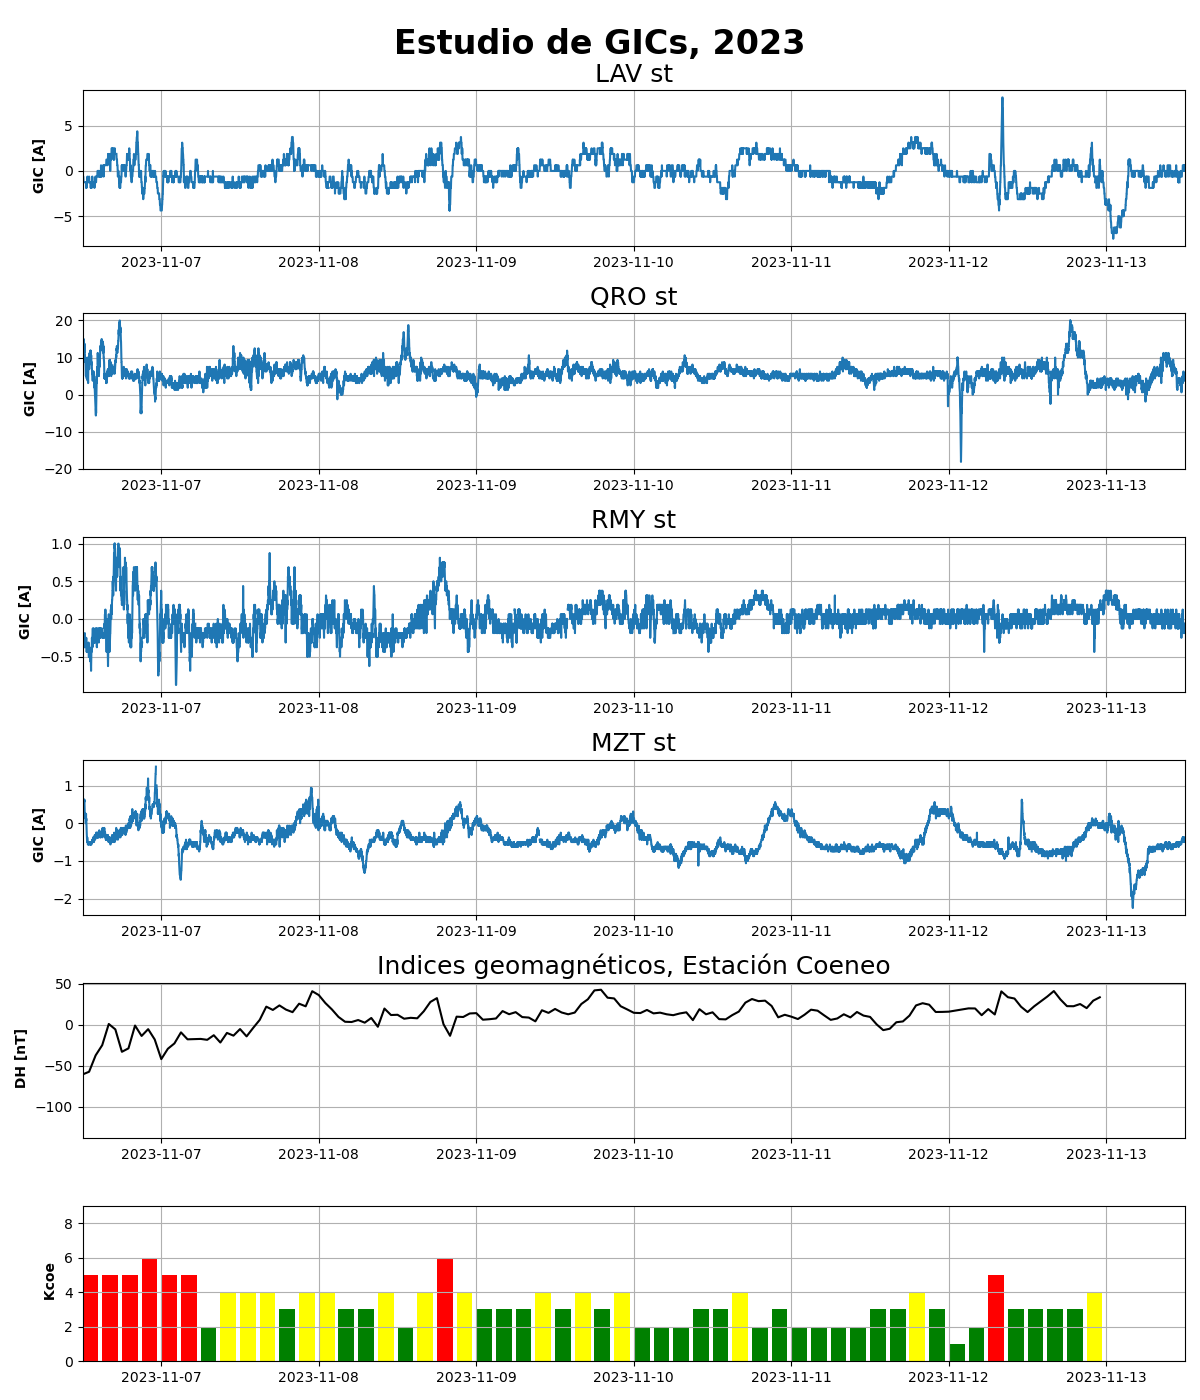 Estudio de GICs, 2023
LAV st
GIC [A]
5
0
−5
2023-11-07 2023-11-08 2023-11-09 2023-11-10 2023-11-11 2023-11-12 2023-11-13
QRO st
GIC [A]
20
10
0
−10
−20
2023-11-07 2023-11-08 2023-11-09 2023-11-10 2023-11-11 2023-11-12 2023-11-13
RMY st
GIC [A]
1.0
0.5
0.0
−0.5
2023-11-07 2023-11-08 2023-11-09 2023-11-10 2023-11-11 2023-11-12 2023-11-13
MZT st
GIC [A]
1
0
−1
−2
2023-11-07 2023-11-08 2023-11-09 2023-11-10 2023-11-11 2023-11-12 2023-11-13
Indices geomagnéticos, Estación Coeneo
DH [nT]
50
0
−50
−100
2023-11-07 2023-11-08 2023-11-09 2023-11-10 2023-11-11 2023-11-12 2023-11-13
Kcoe
8
6
4
2
0
2023-11-07 2023-11-08 2023-11-09 2023-11-10 2023-11-11 2023-11-12 2023-11-13